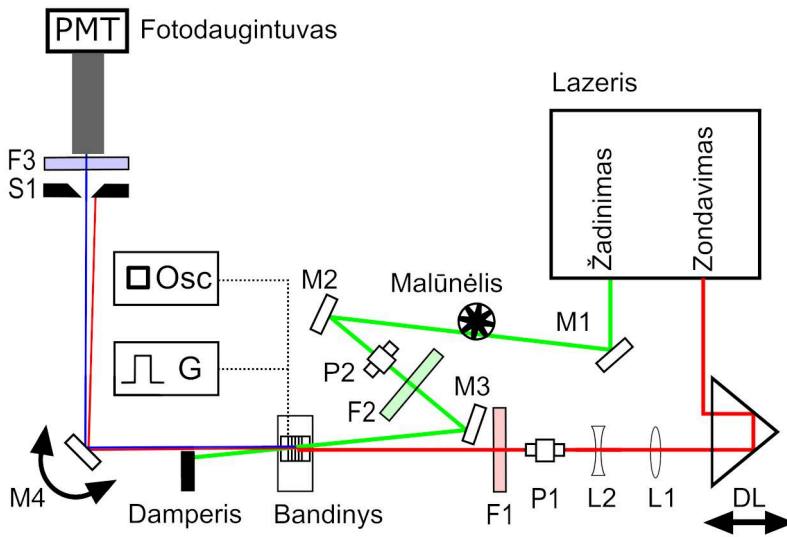 PMT Fotodaugintuvas
Lazeris
Žadinimas
Zondavimas
F3
S1
Osc
M2
Malūnėlis
M1
G
P2
F2
M3
M4
Damperis
Bandinys
F1
P1
L2
L1
DL